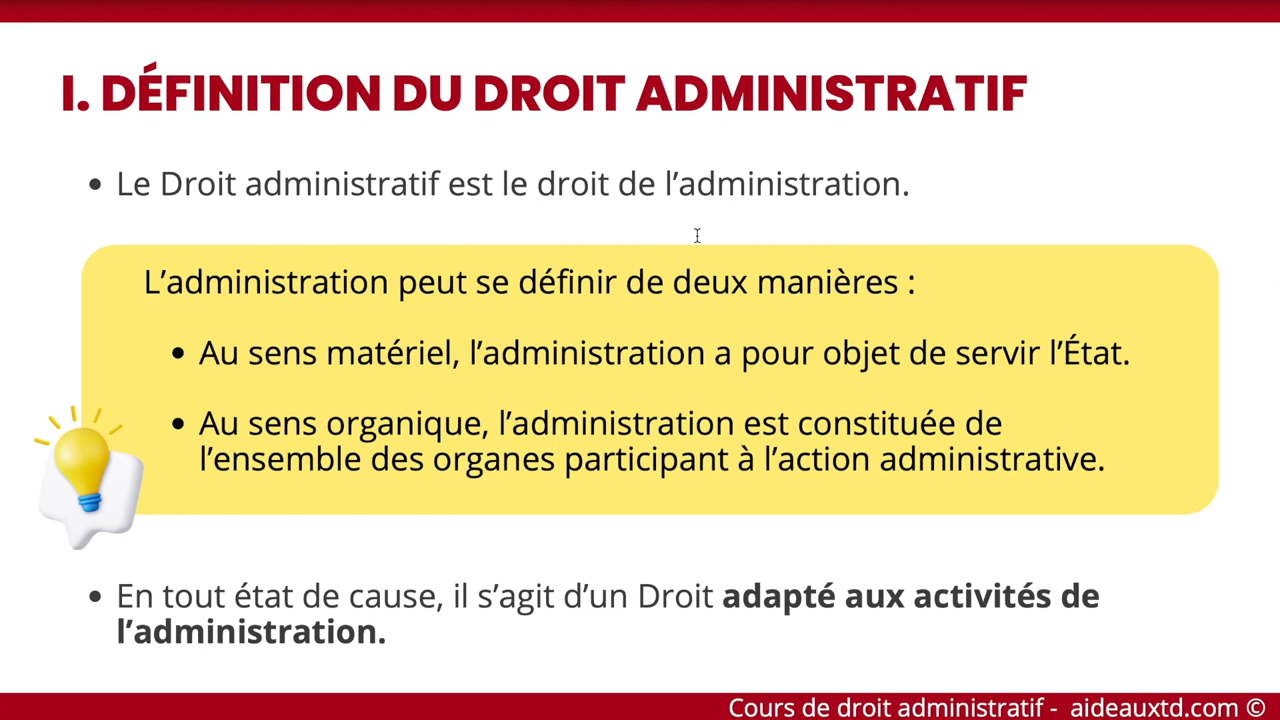 I. DÉFINITION DU DROIT ADMINISTRATIF
• Le Droit administratif est le droit de l’administration.
L’administration peut se définir de deux manières :
• Au sens matériel, l’administration a pour objet de servir l’État.
• Au sens organique, l’administration est constituée de
l’ensemble des organes participant à l’action administrative.
• En tout état de cause, il s’agit d’un Droit adapté aux activités de
l’administration.
Cours de droit administratif - aideauxtd.com ©